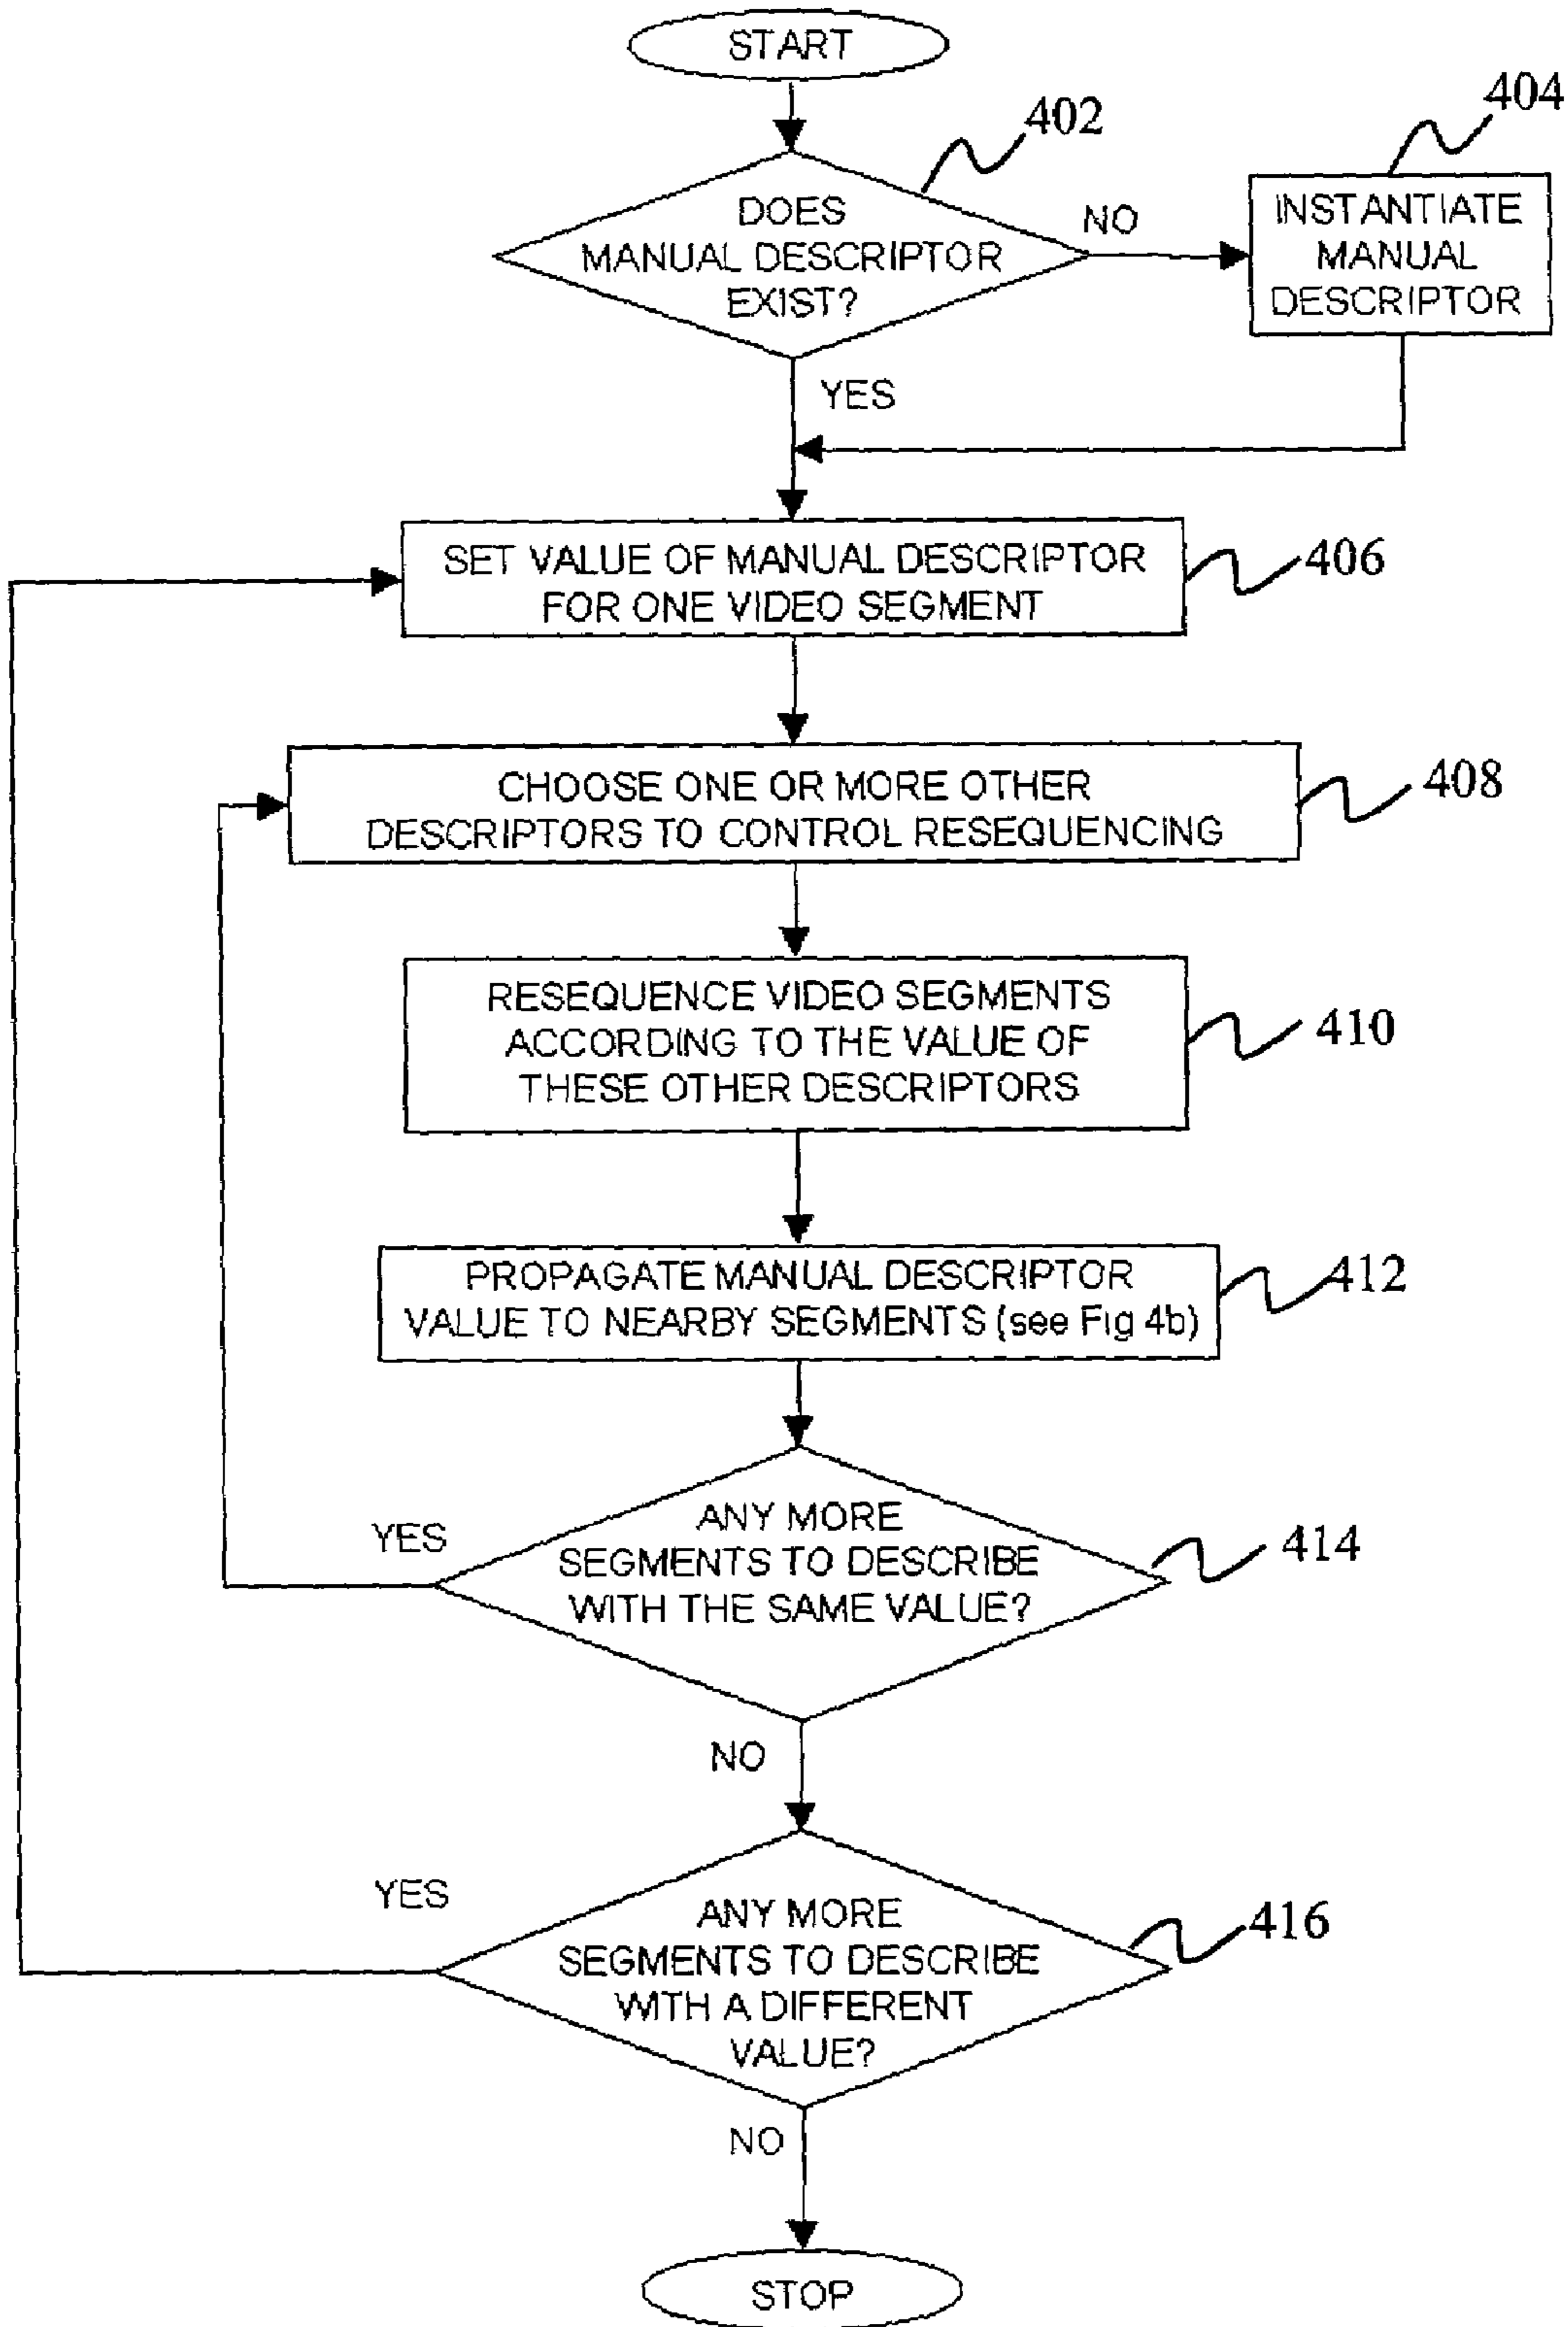 START
402
404
DOES
MANUAL DESCRIPTOR
EXIST?
NO
INSTANTIATE
MANUAL
DESCRIPTOR
YES
SET VALUE OF MANUAL DESCRIPTOR
FOR ONE VIDEO SEGMENT
406
CHOOSE ONE OR MORE OTHER
DESCRIPTORS TO CONTROL RESEQUENCING
408
RESEQUENCE VIDEO SEGMENTS
ACCORDING TO THE VALUE OF
THESE OTHER DESCRIPTORS
410
PROPAGATE MANUAL DESCRIPTOR
VALUE TO NEARBY SEGMENTS (see Fig 4b)
412
YES
ANY MORE
SEGMENTS TO DESCRIBE
WITH THE SAME VALUE?
414
NO
YES
ANY MORE
SEGMENTS TO DESCRIBE
WITH A DIFFERENT
VALUE?
416
NO
STOP